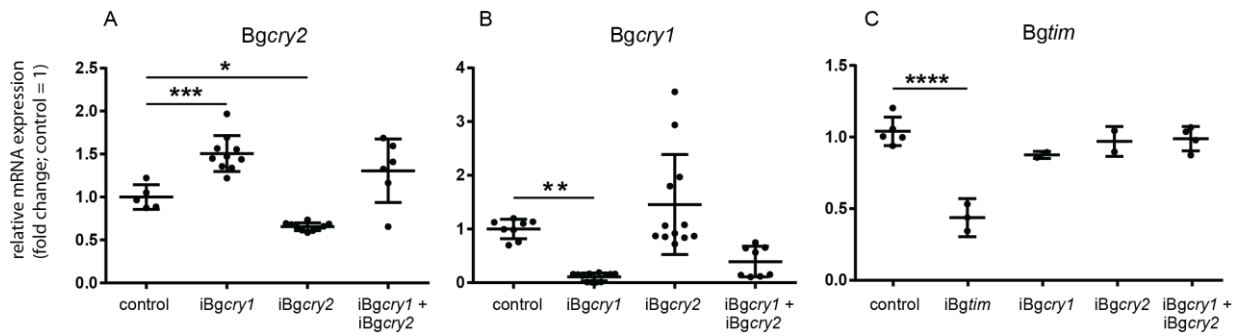 A
Bgcry2
relative mRNA expression
(fold change; control = 1)
2.5
2.0
1.5
1.0
0.5
0.0
*
***
control
iBgcry1
iBgcry2
iBgcry1 +
iBgcry2
B
Bgcry1
4
3
2
1
0
**
control
iBgcry1
iBgcry2
iBgcry1 +
iBgcry2
C
Bgtim
1.5
1.0
0.5
0.0
****
control
iBgtim
iBgcry1
iBgcry2
iBgcry1 +
iBgcry2